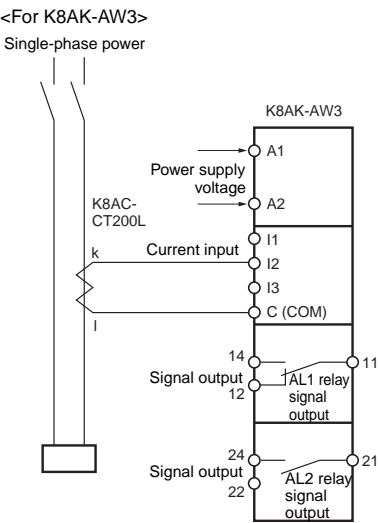 <For K8AK-AW3>
Single-phase power
K8AK-AW3
A1
Power supply
voltage
A2
K8AC-
CT200L
I1
k
Current input
I2
I3
l
C (COM)
14
11
Signal output
12
AL1 relay
signal
output
24
21
Signal output
22
AL2 relay
signal
output